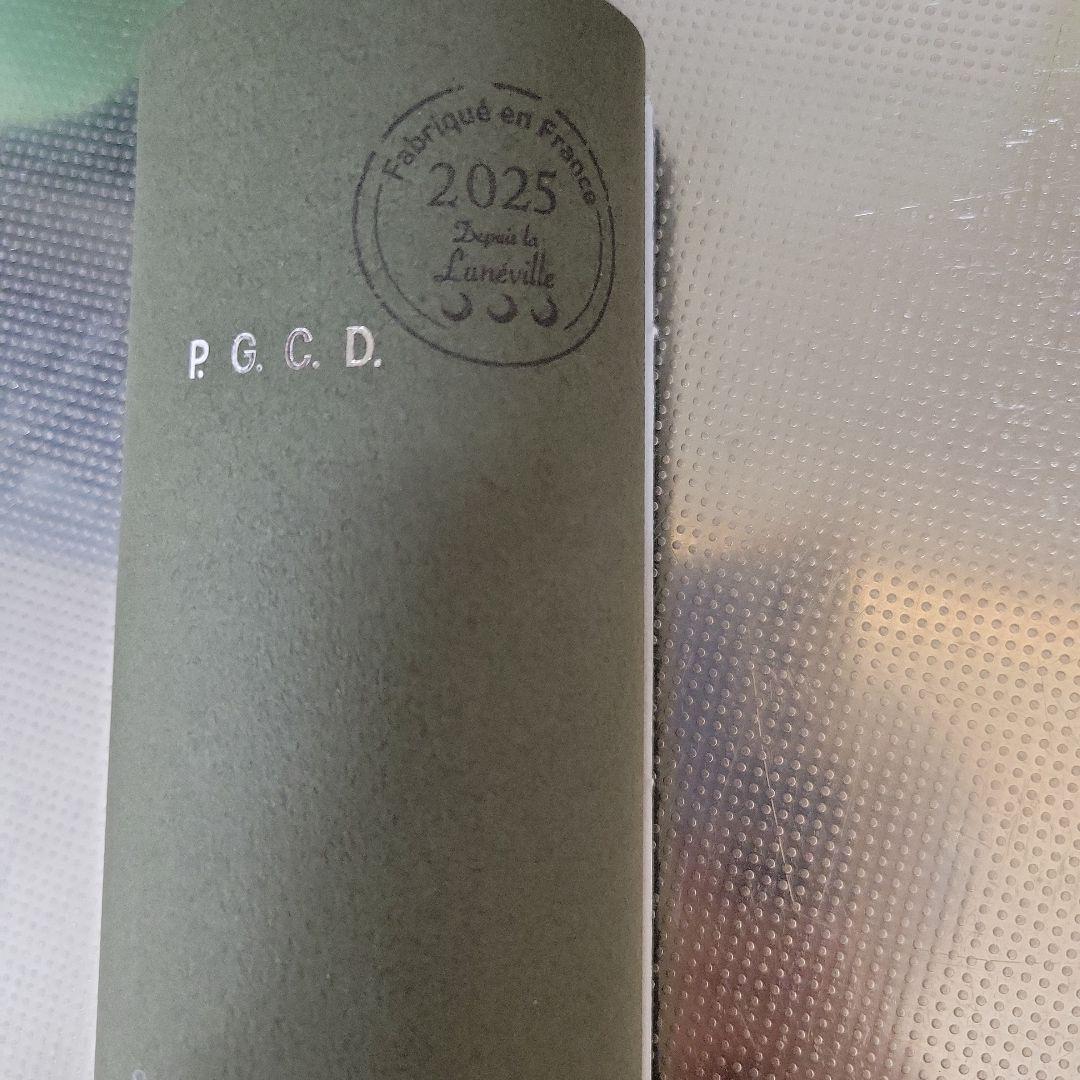 Fabriqué en France
2025
Depuis la
Lunéville
P. G. C. D.